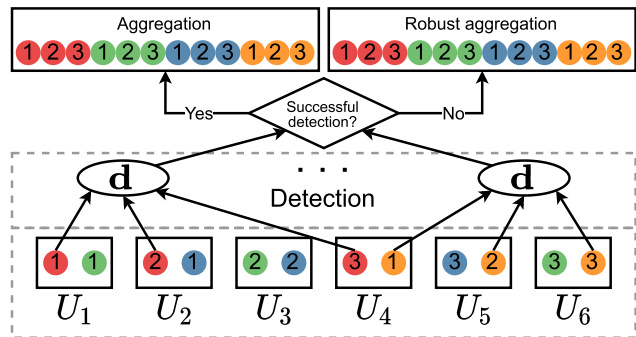 Aggregation
1 2 3 1 2 3 1 2 3 1 2 3
Robust aggregation
1 2 3 1 2 3 1 2 3 1 2 3
Successful
detection?
Yes
No
d
. . .
d
Detection
1 1
2 1
2 2
3 1
3 2
3 3
U1
U2
U3
U4
U5
U6